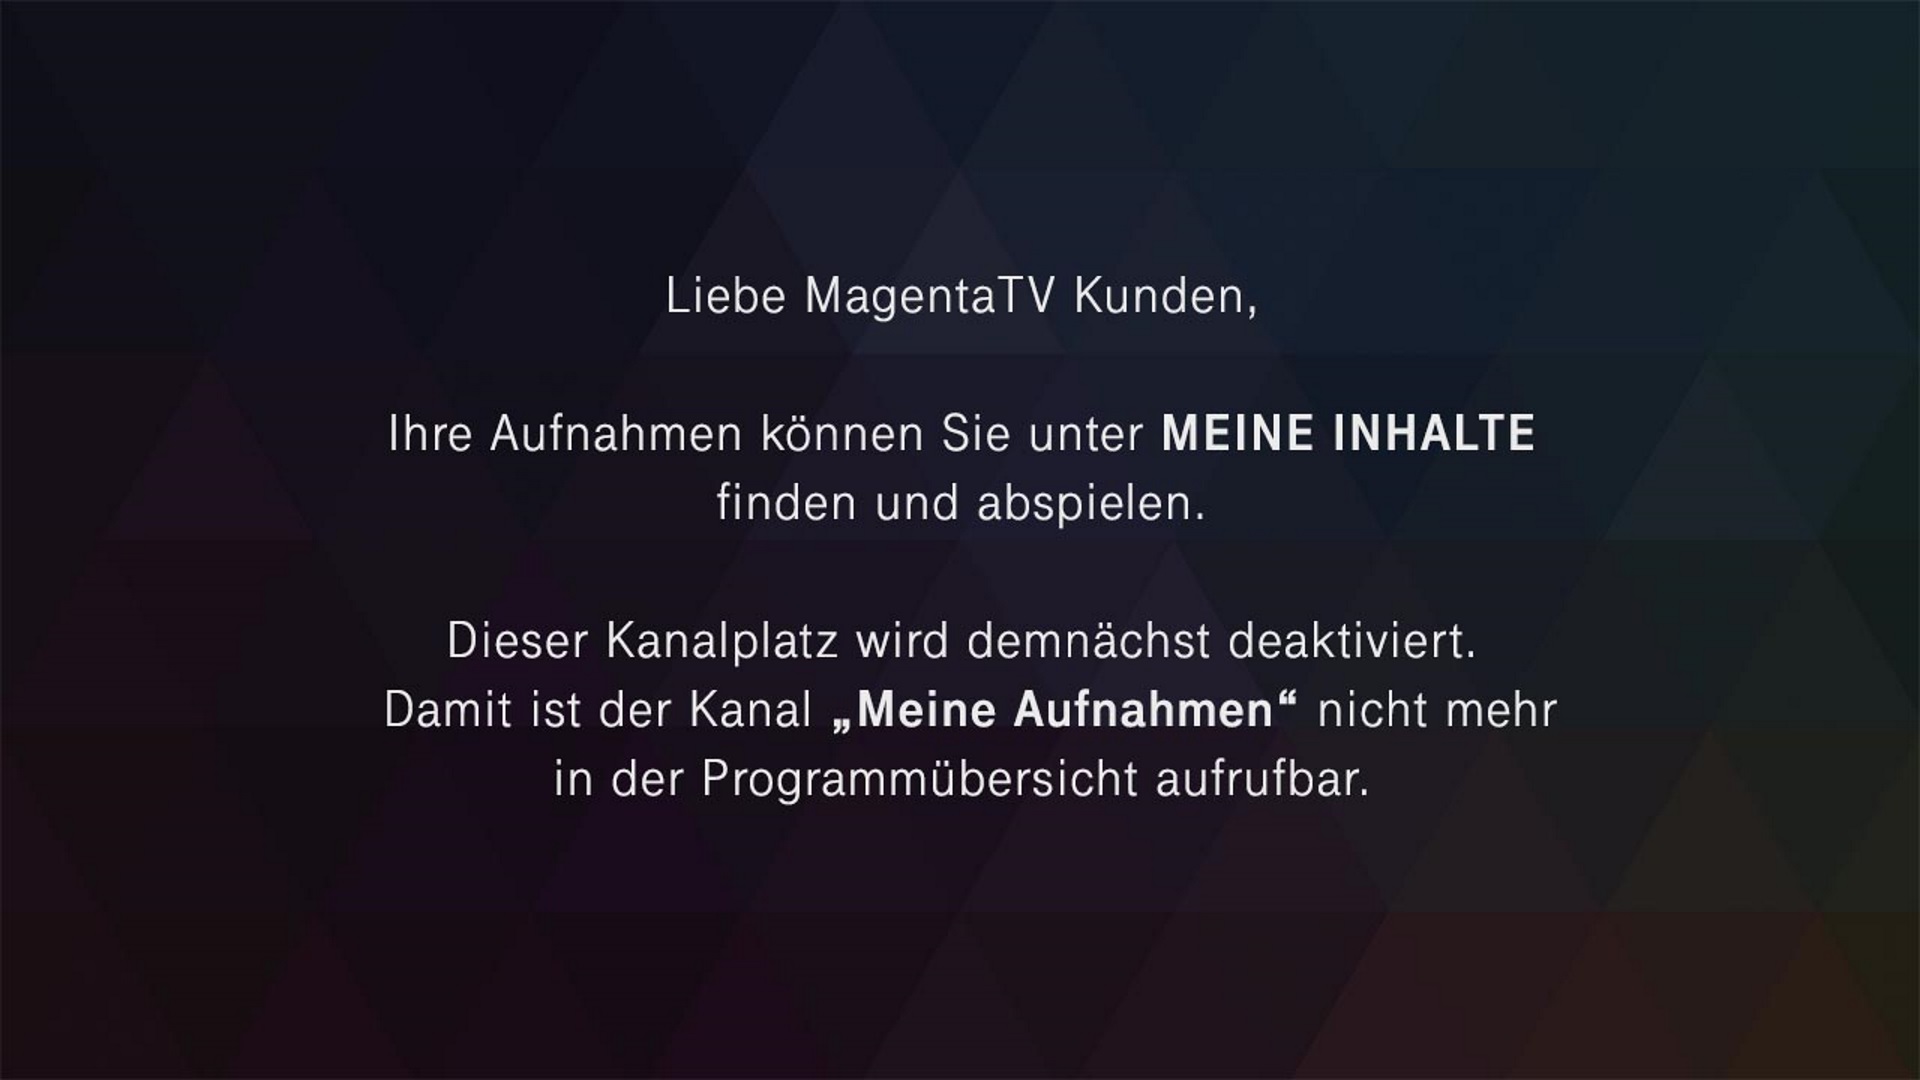 Liebe MagentaTV Kunden,
Ihre Aufnahmen können Sie unter MEINE INHALTE
finden und abspielen.
Dieser Kanalplatz wird demnächst deaktiviert.
Damit ist der Kanal „Meine Aufnahmen“ nicht mehr
in der Programmübersicht aufrufbar.